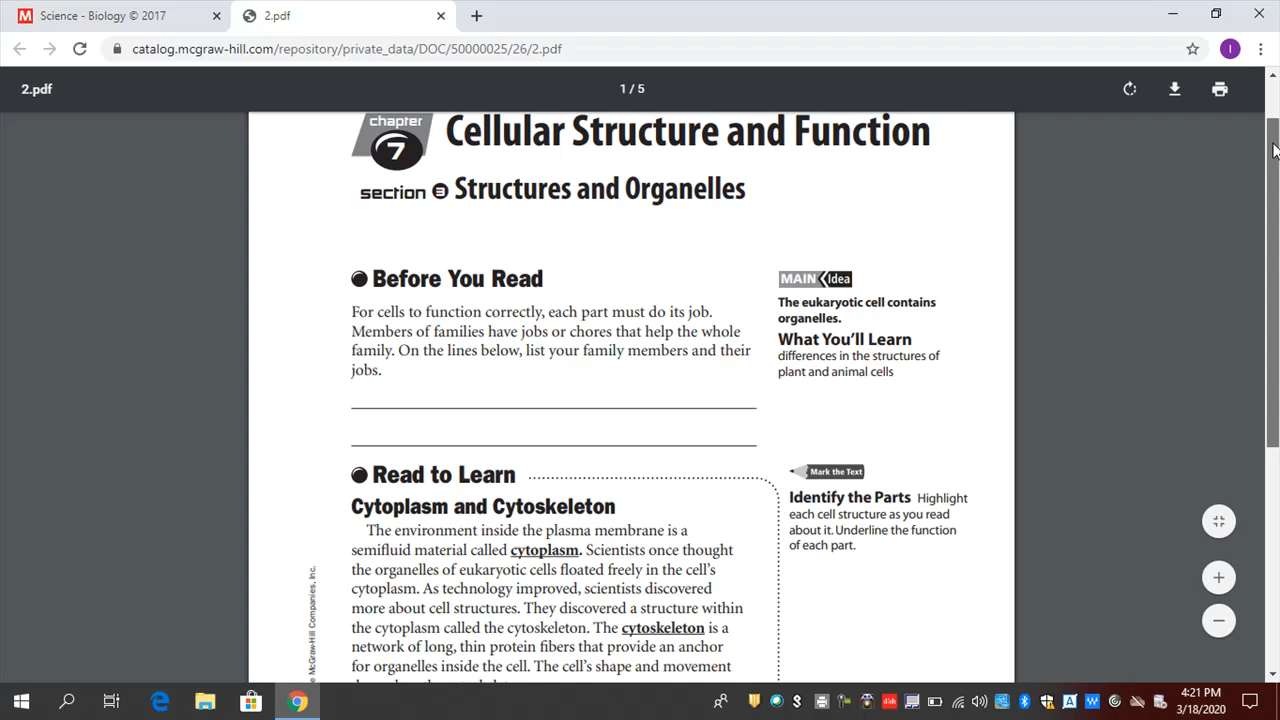 Science - Biology © 2017
2.pdf
catalog.mcgraw-hill.com/repository/private_data/DOC/50000025/26/2.pdf
I
2.pdf
1 / 5
chapter
7
Cellular Structure and Function
section 3 Structures and Organelles
Before You Read
For cells to function correctly, each part must do its job.
Members of families have jobs or chores that help the whole
family. On the lines below, list your family members and their
jobs.
MAIN Idea
The eukaryotic cell contains
organelles.
What You'll Learn
differences in the structures of
plant and animal cells
Read to Learn
Cytoplasm and Cytoskeleton
The environment inside the plasma membrane is a
semifluid material called cytoplasm. Scientists once thought
the organelles of eukaryotic cells floated freely in the cell's
cytoplasm. As technology improved, scientists discovered
more about cell structures. They discovered a structure within
the cytoplasm called the cytoskeleton. The cytoskeleton is a
network of long, thin protein fibers that provide an anchor
for organelles inside the cell. The cell's shape and movement
Mark the Text
Identify the Parts Highlight
each cell structure as you read
about it. Underline the function
of each part.
McGraw-Hill Companies, Inc.
4:21 PM
3/18/2020